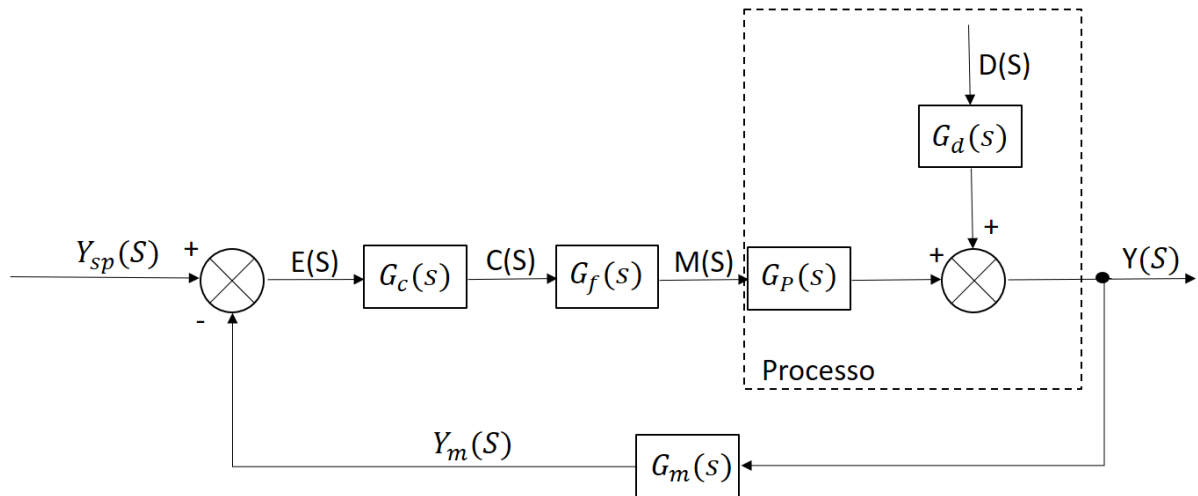 D(S)
G_d(s)
+
Y_sp(S)
+
E(S)
G_c(s)
C(S)
G_f(s)
M(S)
G_P(s)
+
Y(S)
-
Processo
Y_m(S)
G_m(s)